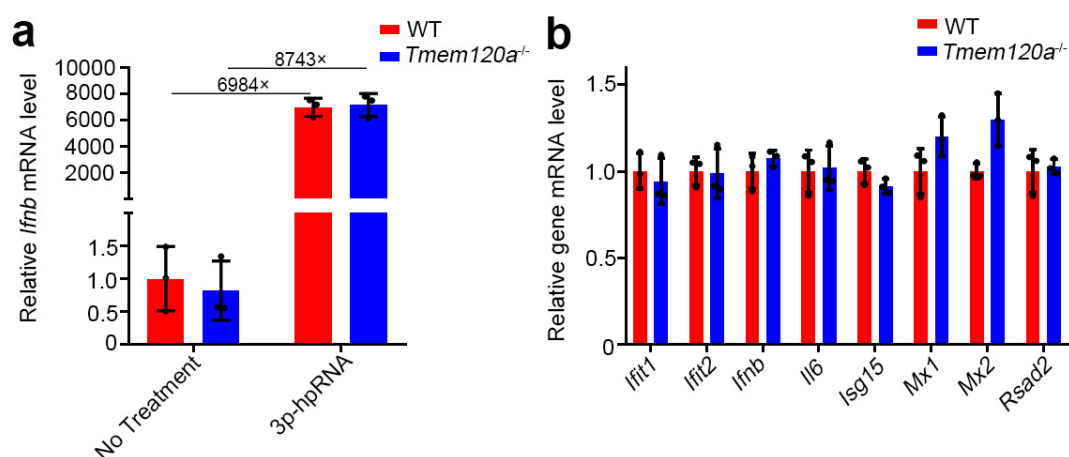 a
WT
Tmem120a-/-
8743×
6984×
Relative Ifnb mRNA level
10000
8000
6000
4000
2000
1.5
1.0
0.5
0
No Treatment
3p-hpRNA
b
WT
Tmem120a-/-
Relative gene mRNA level
1.5
1.0
0.5
0
Ifit1
Ifit2
Ifnb
Il6
Isg15
Mx1
Mx2
Rsad2